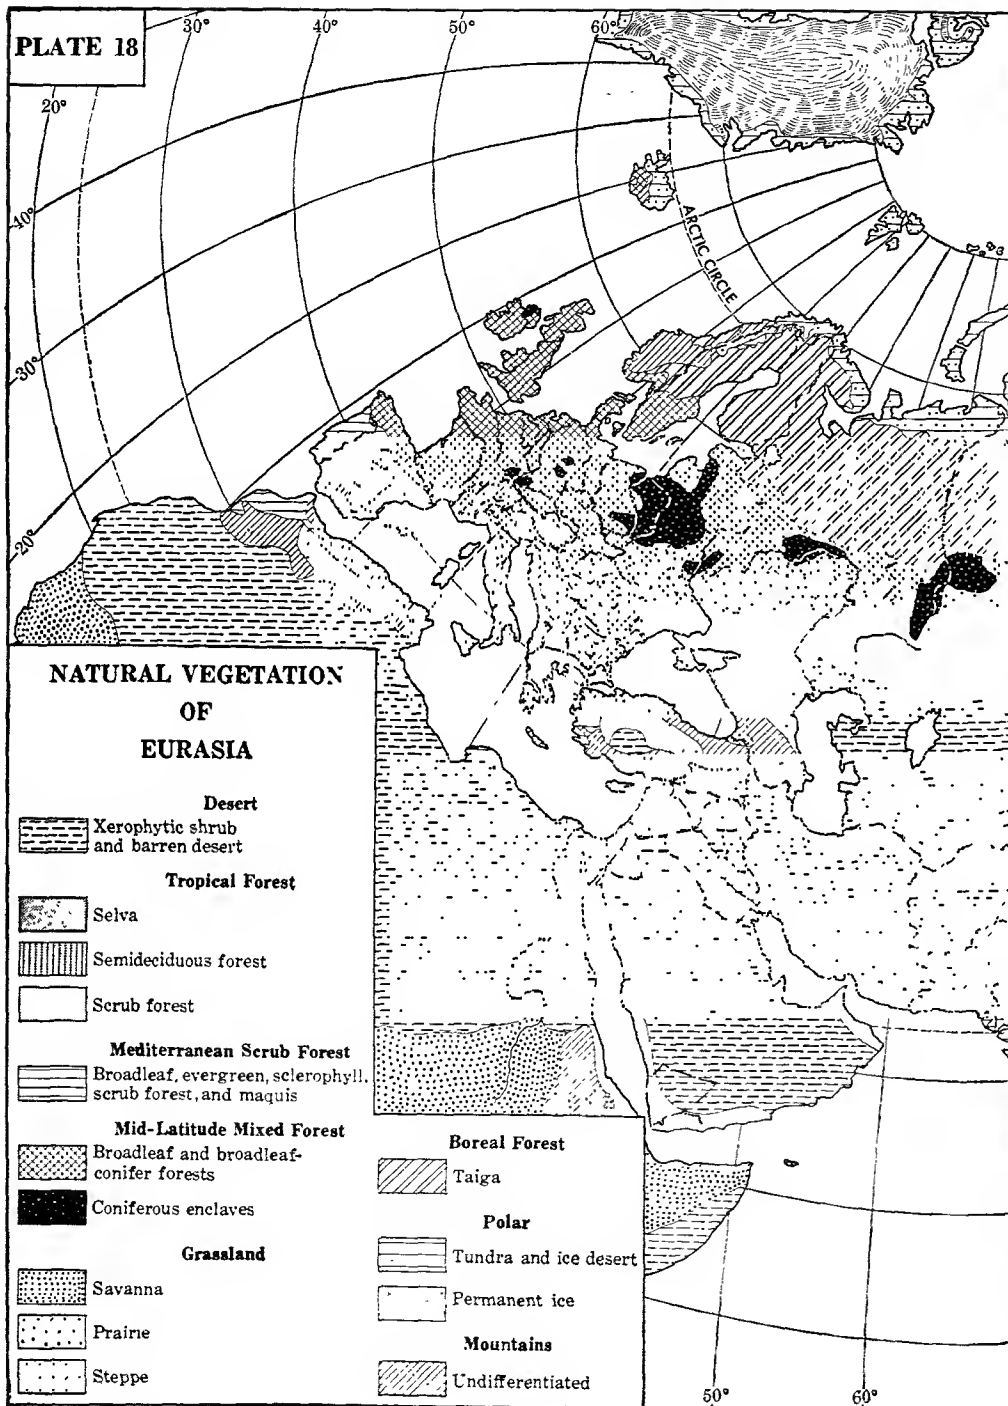 PLATE 18
30°
40°
50°
60°
20°
10°
30°
20°
ARCTIC CIRCLE
NATURAL VEGETATION
OF
EURASIA
Desert
Xerophytic shrub
and barren desert
Tropical Forest
Selva
Semideciduous forest
Scrub forest
Mediterranean Scrub Forest
Broadleaf, evergreen, sclerophyll,
scrub forest, and maquis
Mid-Latitude Mixed Forest
Broadleaf and broadleaf-
conifer forests
Coniferous enclaves
Grassland
Savanna
Prairie
Steppe
Boreal Forest
Taiga
Polar
Tundra and ice desert
Permanent ice
Mountains
Undifferentiated
50°
60°